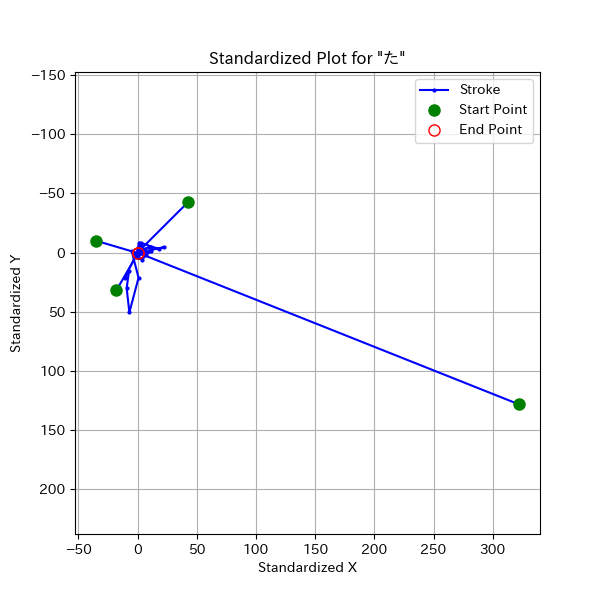 Standardized Plot for "た"
Stroke
Start Point
End Point
−150
−100
−50
0
50
100
150
200
Standardized Y
−50 0 50 100 150 200 250 300
Standardized X